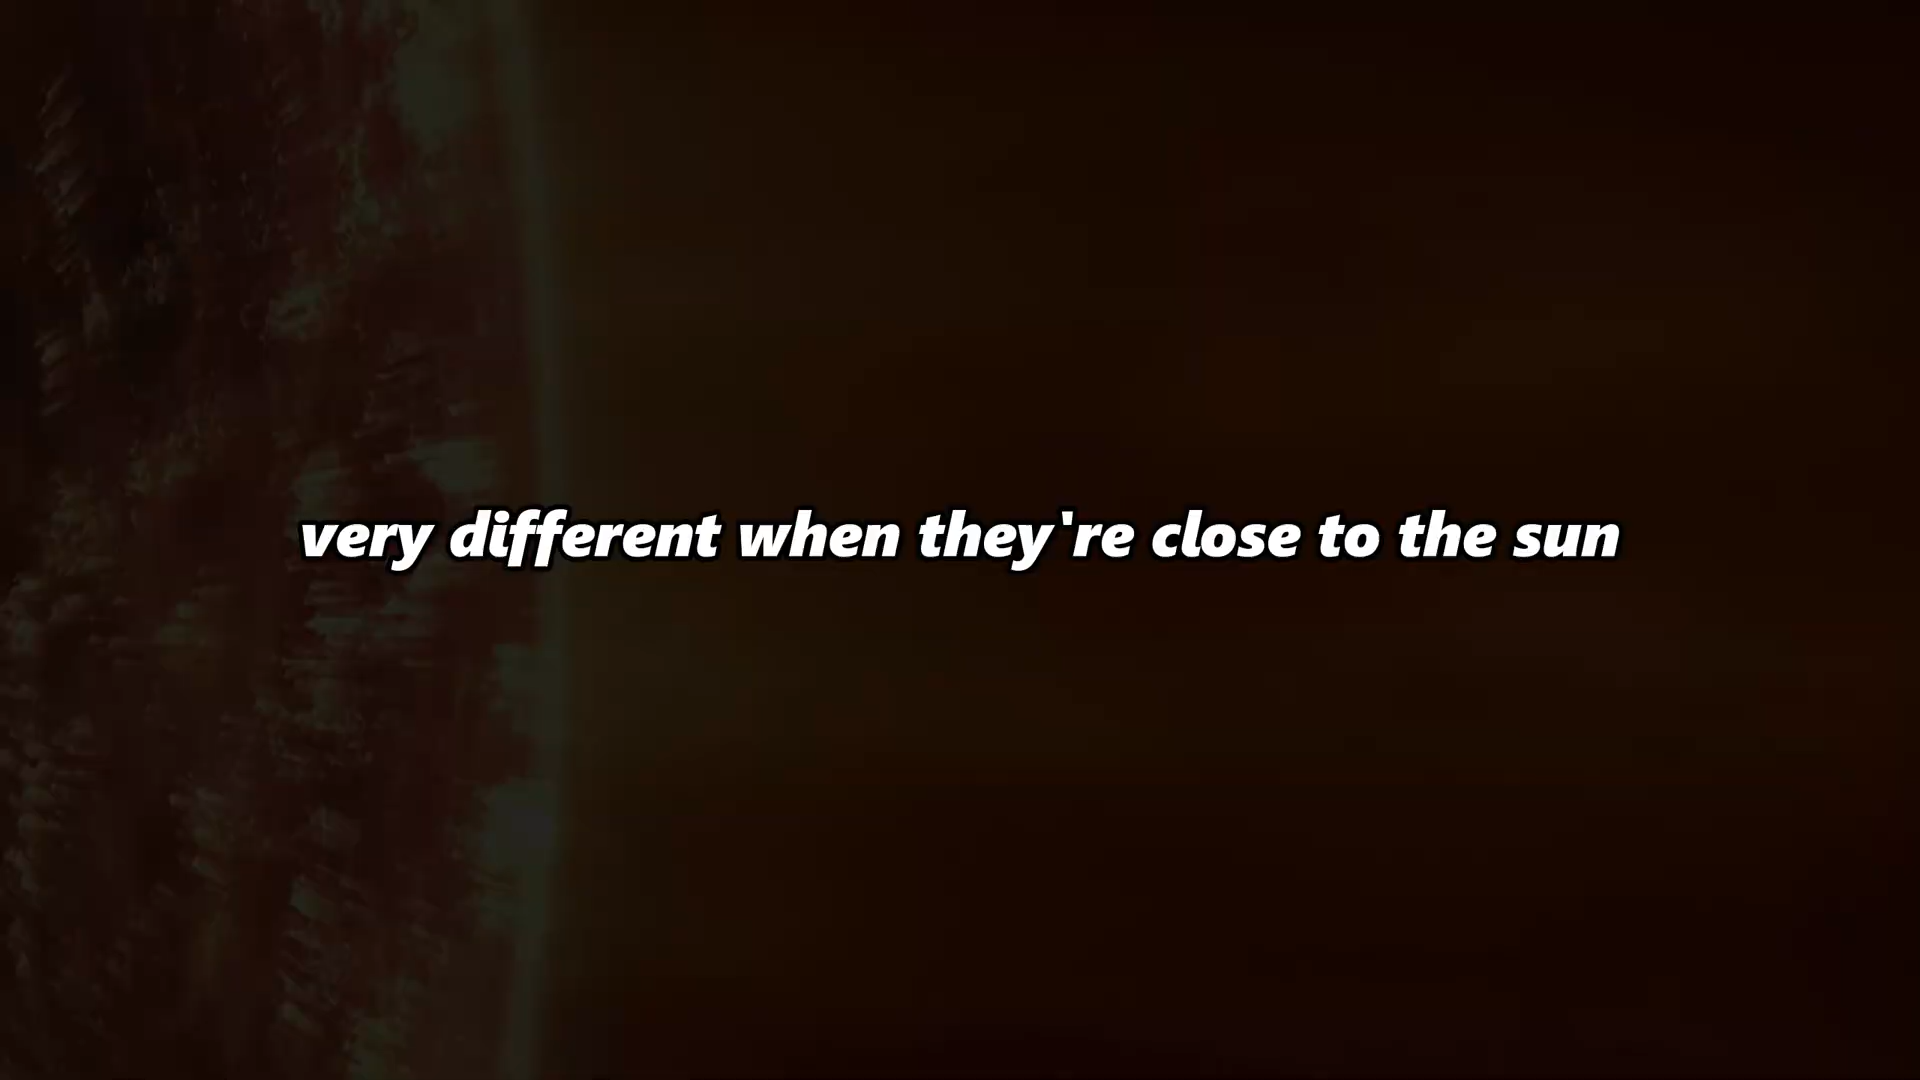 very different when they're close to the sun